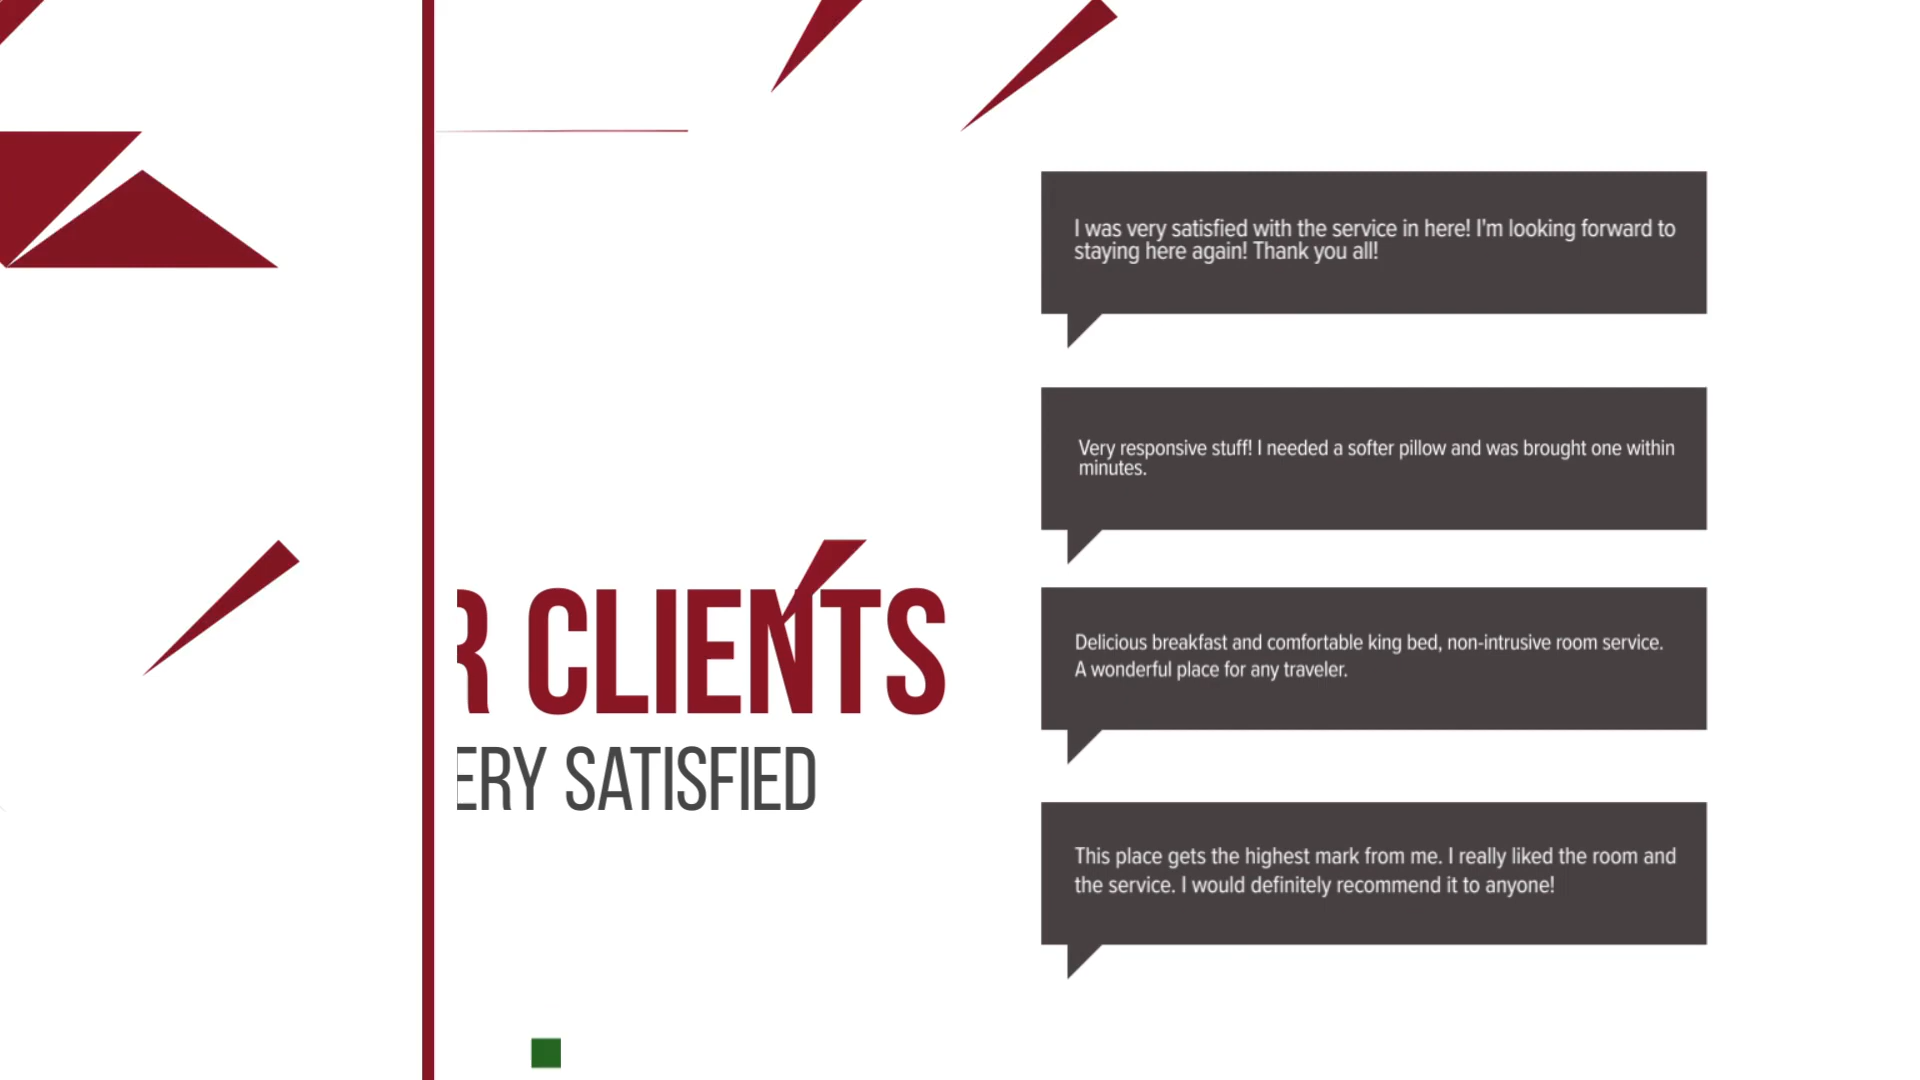 R CLIENTS
ERY SATISFIED
I was very satisfied with the service in here! I'm looking forward to
staying here again! Thank you all!
Very responsive stuff! I needed a softer pillow and was brought one within
minutes.
Delicious breakfast and comfortable king bed, non-intrusive room service.
A wonderful place for any traveler.
This place gets the highest mark from me. I really liked the room and
the service. I would definitely recommend it to anyone!